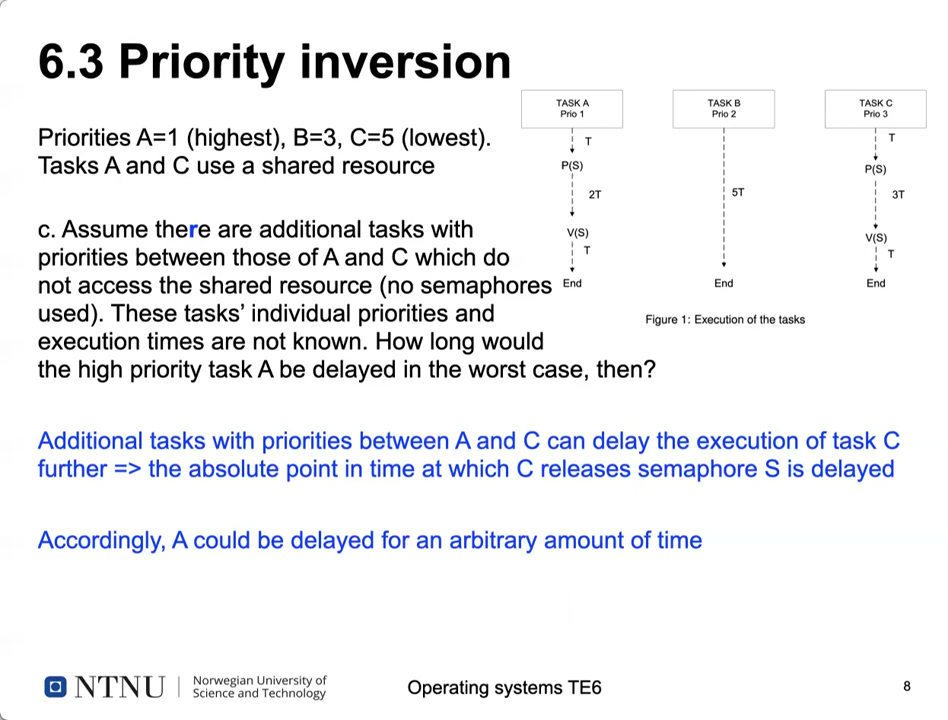 6.3 Priority inversion
Priorities A=1 (highest), B=3, C=5 (lowest).
Tasks A and C use a shared resource
c. Assume there are additional tasks with
priorities between those of A and C which do
not access the shared resource (no semaphores
used). These tasks’ individual priorities and
execution times are not known. How long would
the high priority task A be delayed in the worst case, then?
TASK A
Prio 1
T
P(S)
2T
V(S)
T
End
TASK B
Prio 2
5T
End
TASK C
Prio 3
T
P(S)
3T
V(S)
T
End
Figure 1: Execution of the tasks
Additional tasks with priorities between A and C can delay the execution of task C
further => the absolute point in time at which C releases semaphore S is delayed
Accordingly, A could be delayed for an arbitrary amount of time
NTNU
Norwegian University of
Science and Technology
Operating systems TE6
8